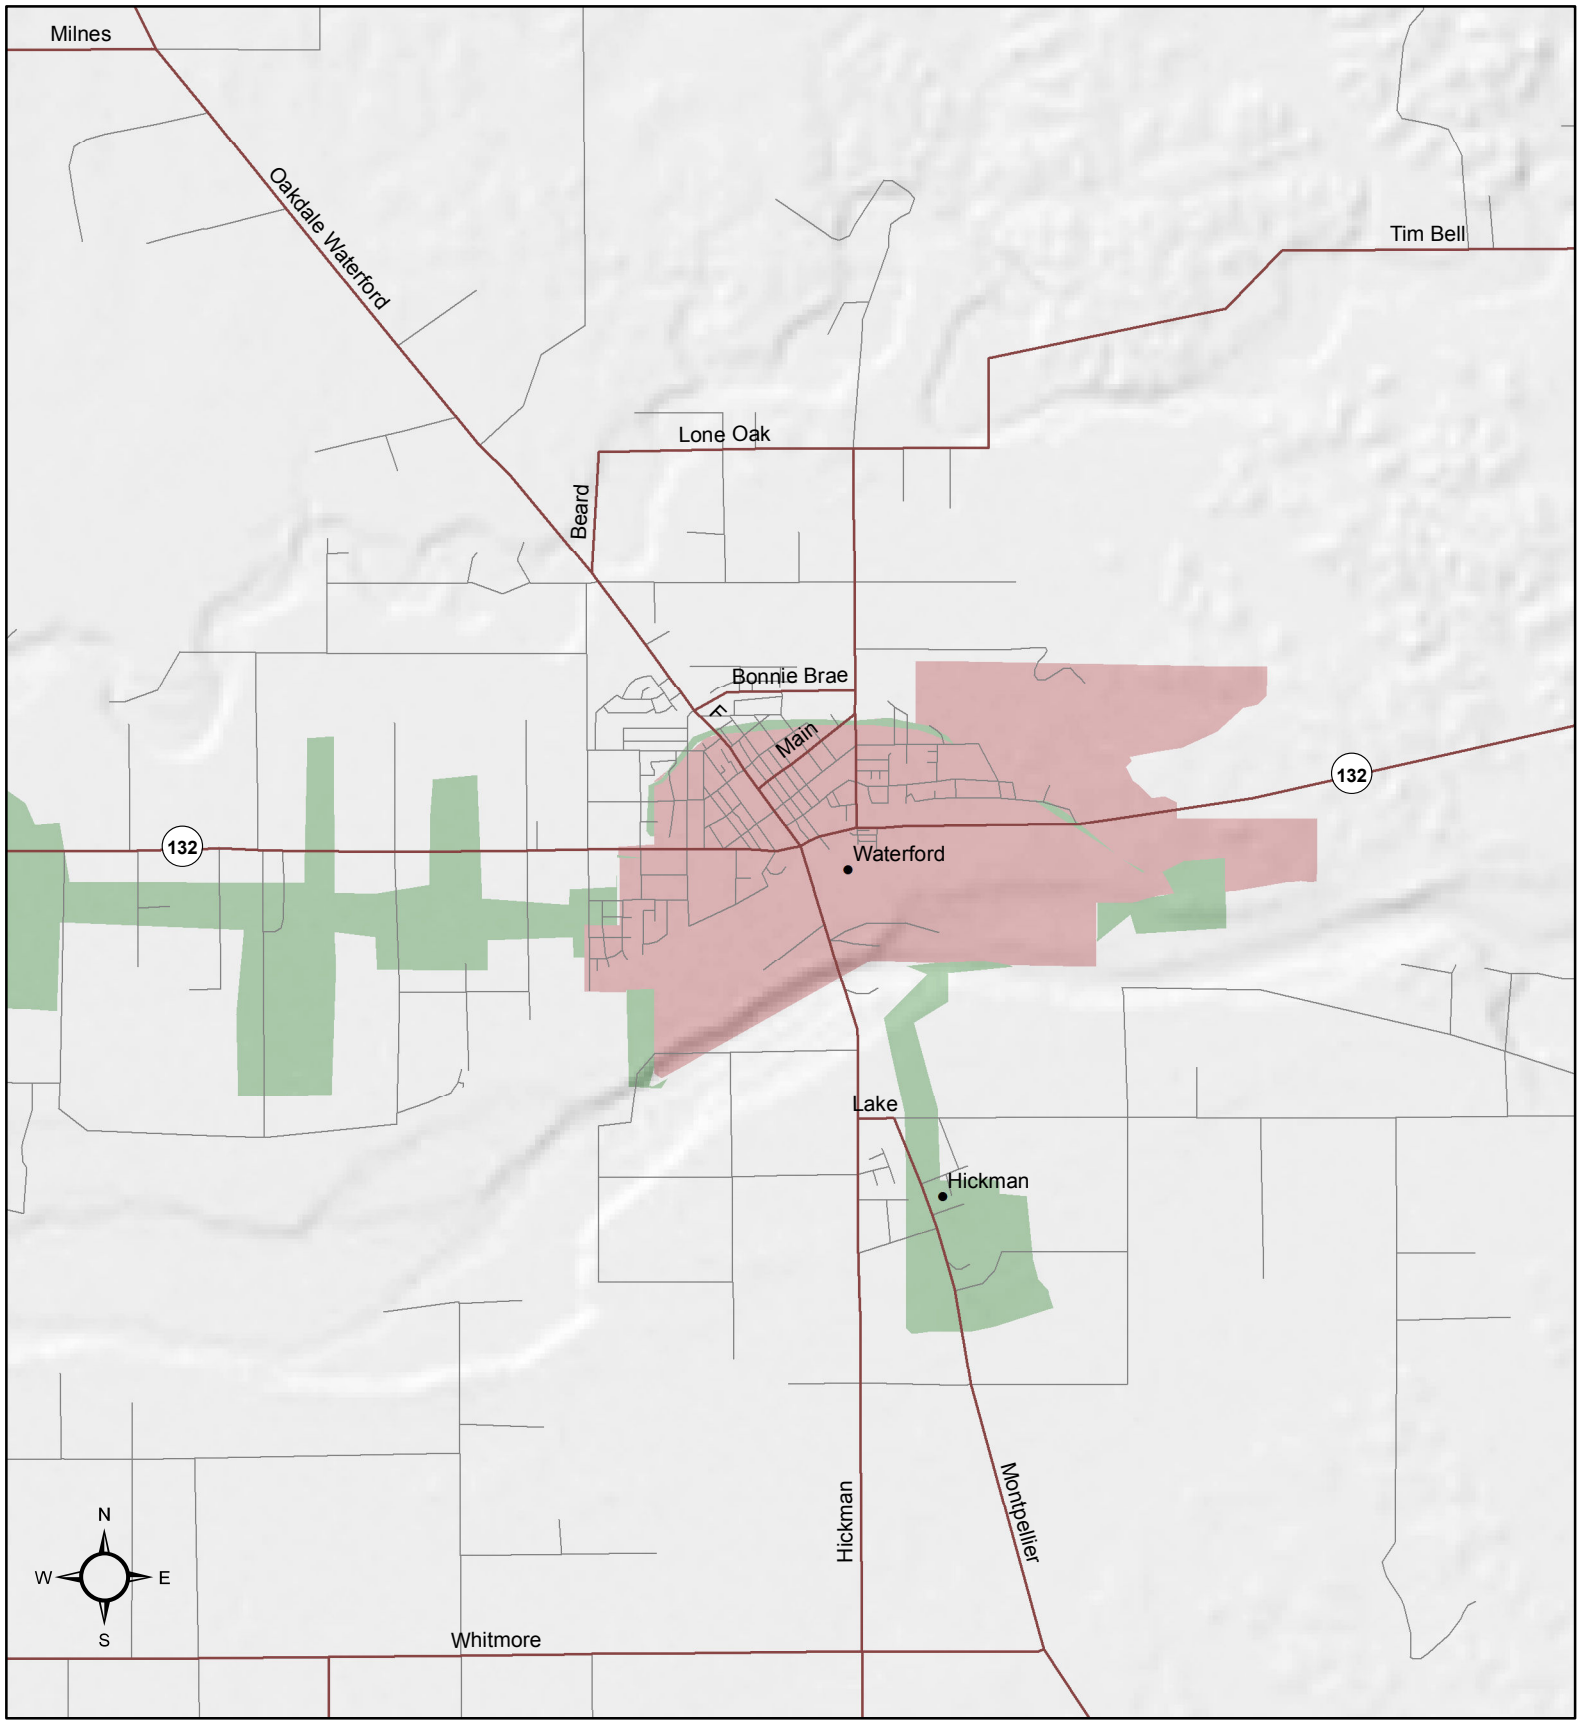 Milnes
Oakdale Waterford
Tim Bell
Lone Oak
Beard
Bonnie Brae
F
Main
132
132
Waterford
Lake
Hickman
Hickman
Montpellier
N
W
E
S
Whitmore